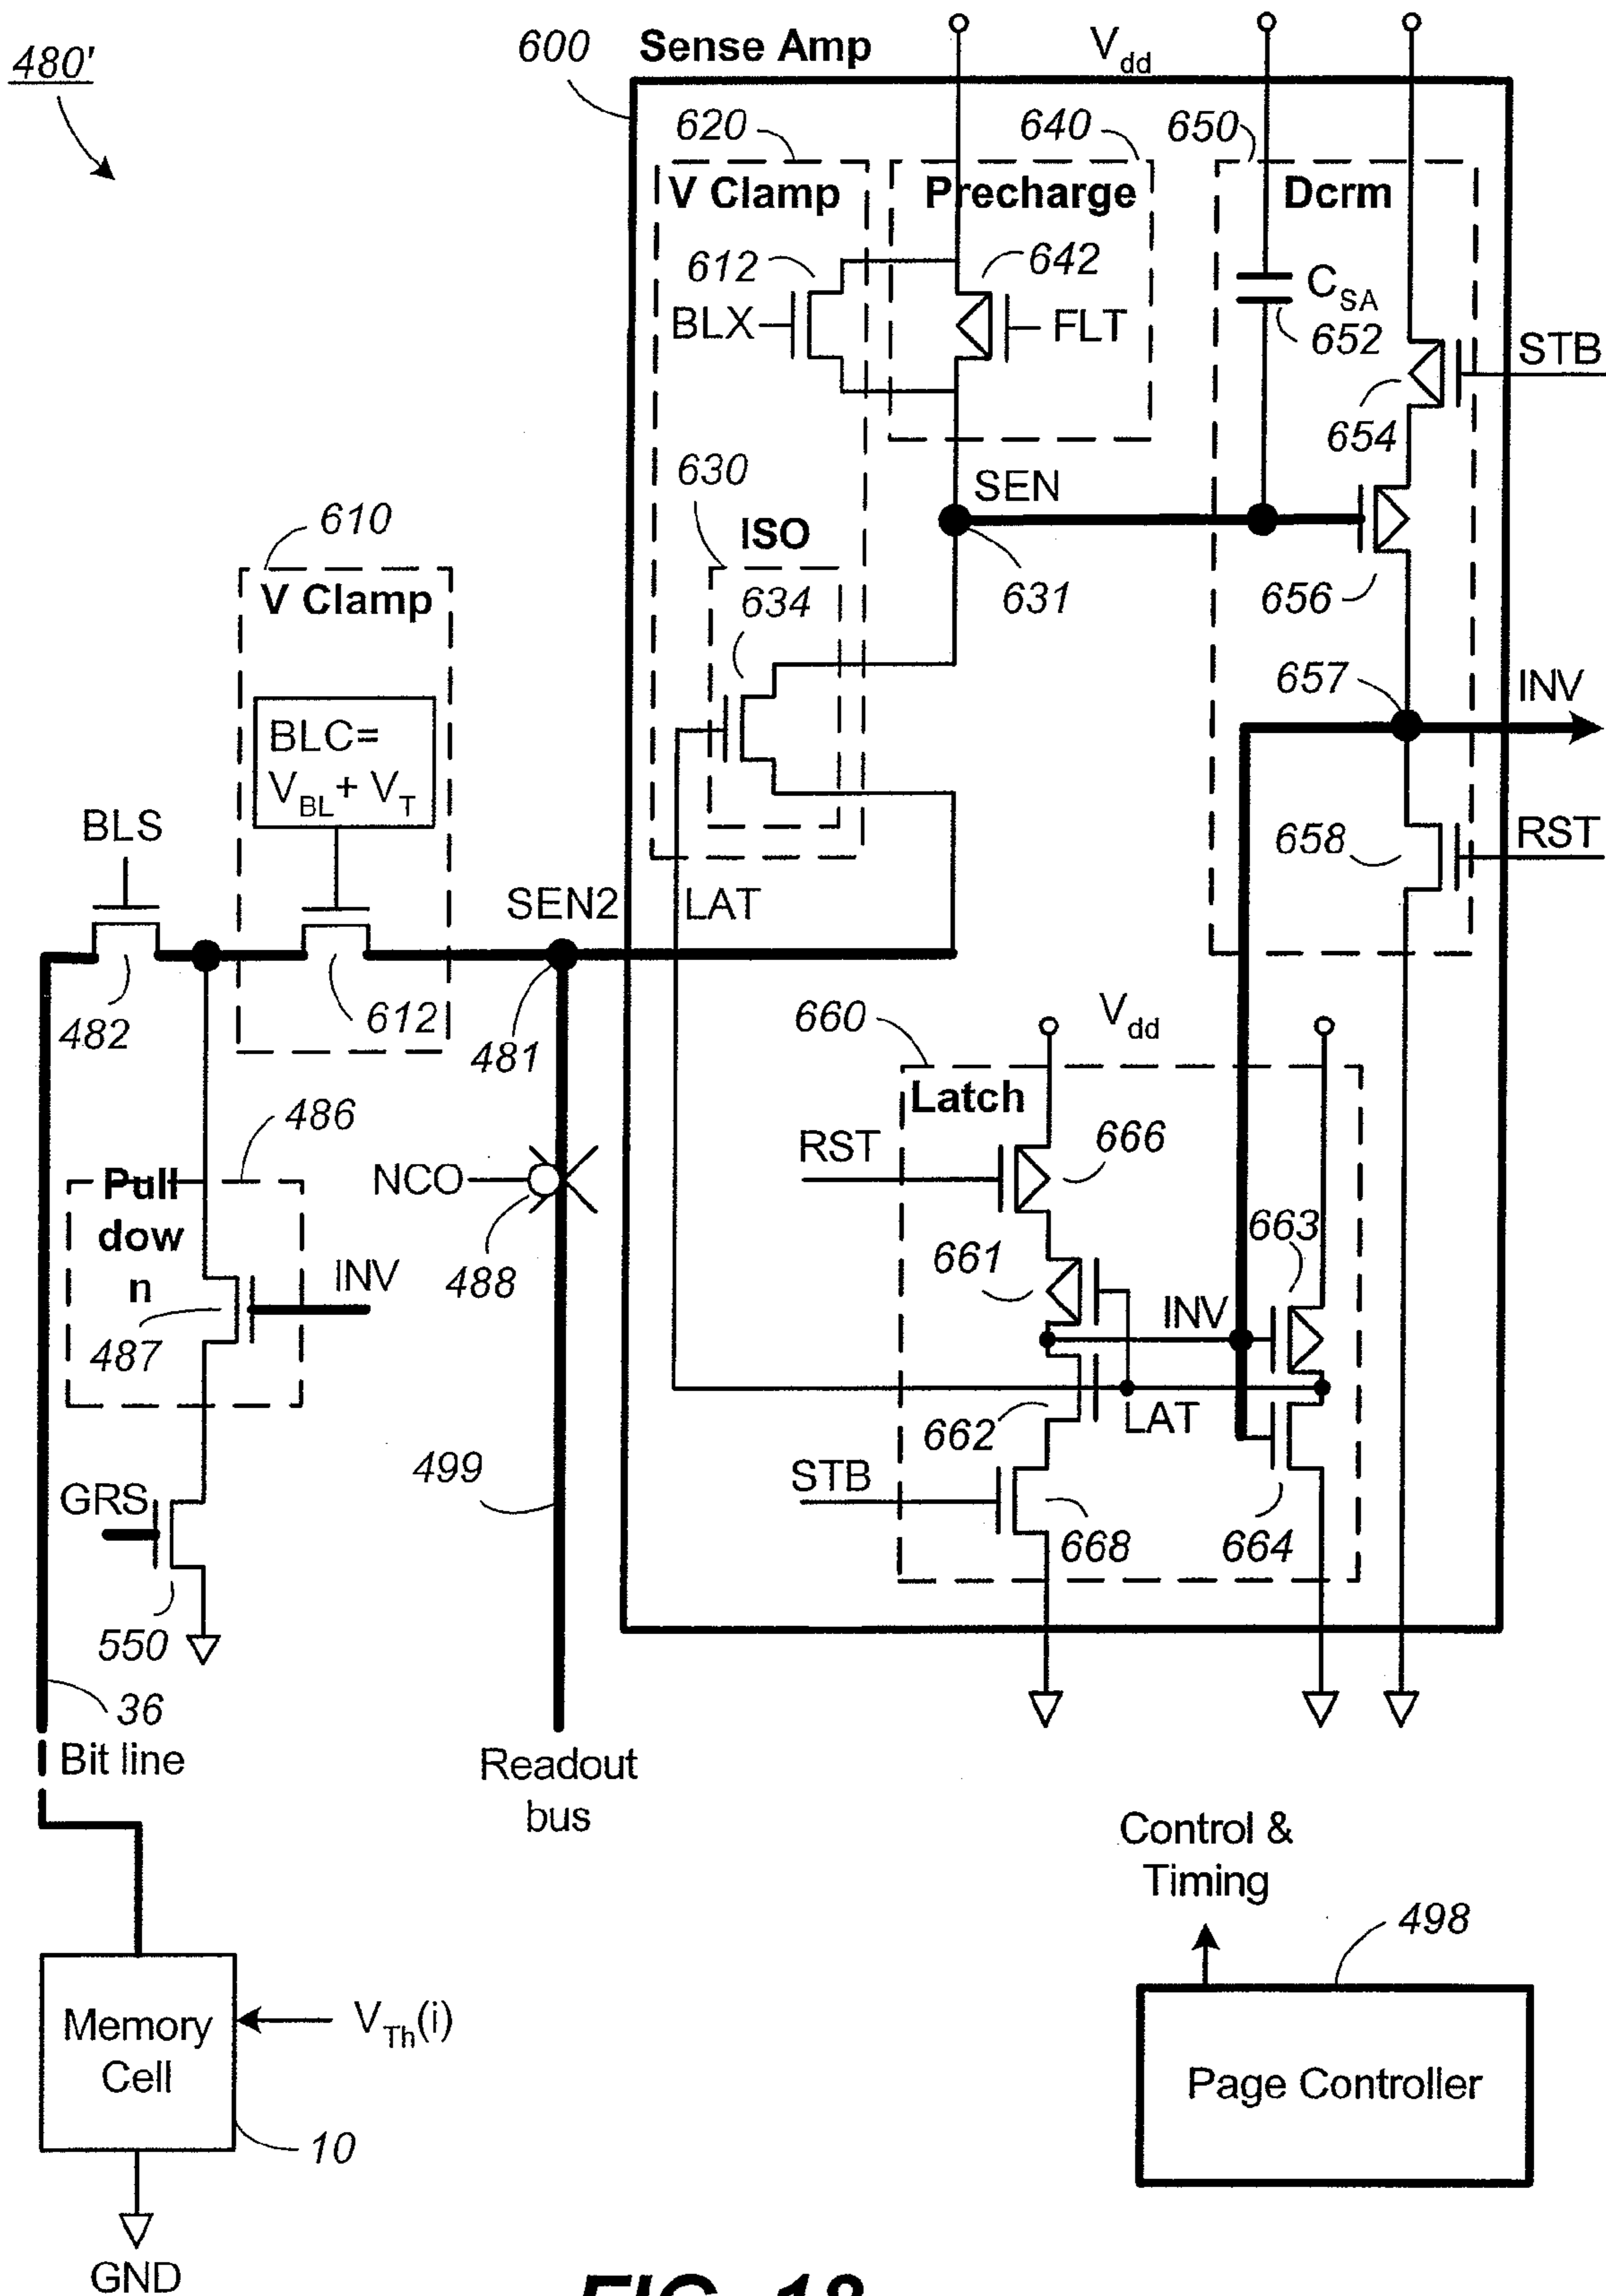 480'
600
Sense Amp
Vdd
620
640
650
V Clamp
Precharge
Dcrm
612
642
BLX
FLT
CSA
652
STB
654
630
SEN
ISO
634
631
656
610
V Clamp
657
INV
BLC=
VBL + VT
BLS
658
RST
SEN2
LAT
482
612
481
660
Vdd
Latch
486
RST
666
Pull
dow
n
NCO
INV
488
661
663
INV
487
662
LAT
499
STB
GRS
668
664
550
36
Bit line
Readout
bus
Control &
Timing
498
Memory
Cell
VTh(i)
Page Controller
10
GND